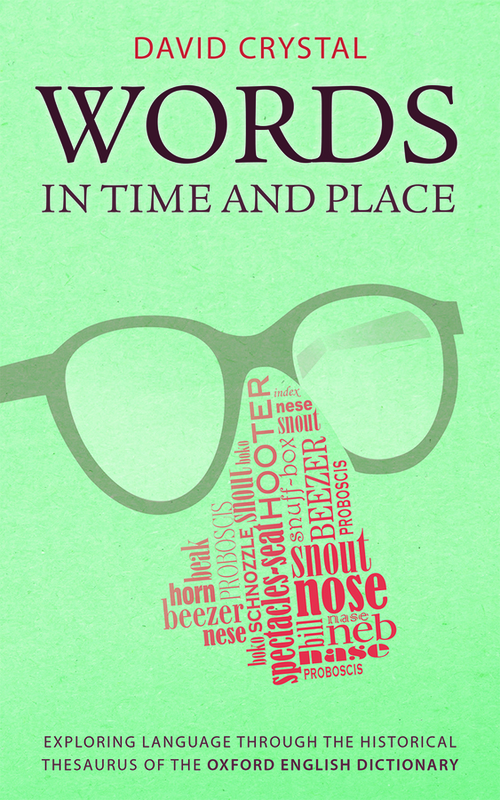 DAVID CRYSTAL
WORDS
IN TIME AND PLACE
index
nese
snout
HOOTER
boko
snout
snuff-box
BEEZER
PROBOSCIS
PROBOSCIS
beak
horn
beezer
nese
SCHNOZZLE
boko
spectacles-seat
snout
nose
bill
nase
neb
nase
PROBOSCIS
EXPLORING LANGUAGE THROUGH THE HISTORICAL
THESAURUS OF THE OXFORD ENGLISH DICTIONARY